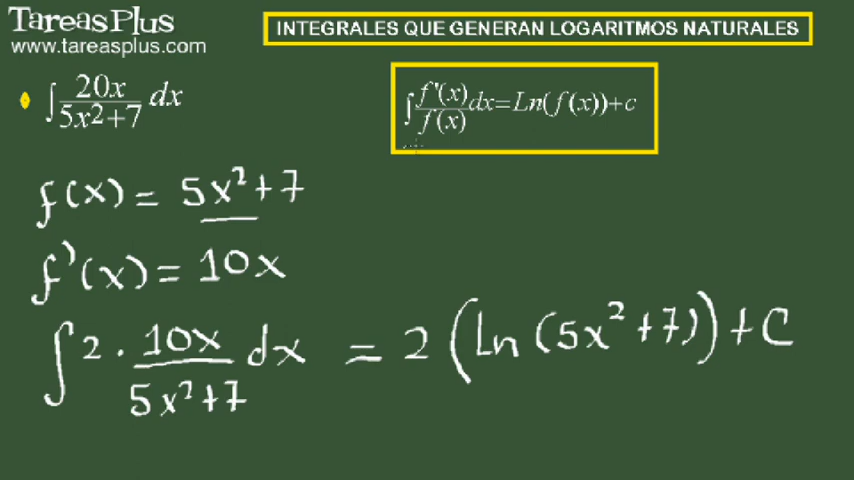 TareasPlus
www.tareasplus.com
INTEGRALES QUE GENERAN LOGARITMOS NATURALES
∫ 20x / 5x²+7 dx
∫ f'(x) / f(x) dx=Ln(f(x))+c
f(x) = 5x²+7
f'(x) = 10x
∫ 2 · 10x / 5x²+7 dx = 2 (Ln (5x²+7)) + C